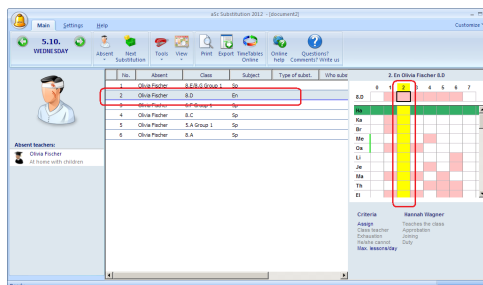 aSc Substitution 2012 - [document2]
Main Settings Help Customize
5.10.
WEDNESDAY
Absent Next Substitution Tools View Print Export TimeTables Online Online help Questions? Comments? Write us!
No. Absent Class Subject Type of subst. Who subs
1 Olivia Fischer 8.E/8.G Group 1 Sp
2 Olivia Fischer 8.D En
Olivia Fischer 6.F Group 1 Sp
4 Olivia Fischer 8.C Sp
5 Olivia Fischer 5.A Group 1 Sp
6 Olivia Fischer 8.A Sp
Absent teachers:
Olivia Fischer
At home with children
2. En Olivia Fischer 8.D
0 1 2 3 4 5 6 7
8.D
Ha
Ka
Br
Me
Oa
Li
Je
Ma
Th
El
Criteria Hannah Wagner
Assign Teaches the class
Class teacher Approbation
Exhaustion Joining
Relshe cannot Duty
Max. lessons/day